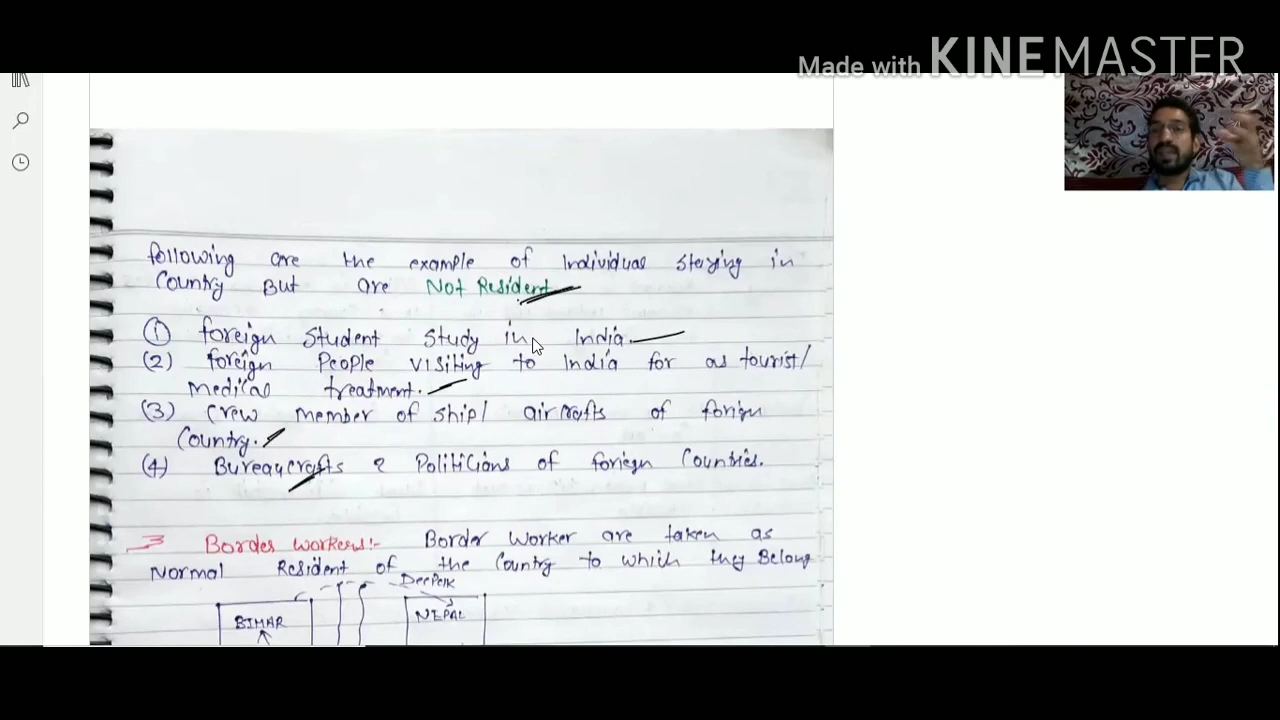 Made with KINEMASTER
following are the example of Individual staying in
Country But are Not Resident
① foreign Student Study in India.
(2) foreign People visiting to India for as tourist/
medical treatment.
(3) Crew member of ship/ aircrafts of forign
Country.
(4) Bureaucrafts & Politicians of foriegn Countries.
3 Border workers:- Border Worker are taken as
Normal Resident of the Country to which they Belong
DeePak
BIHAR NEPAL